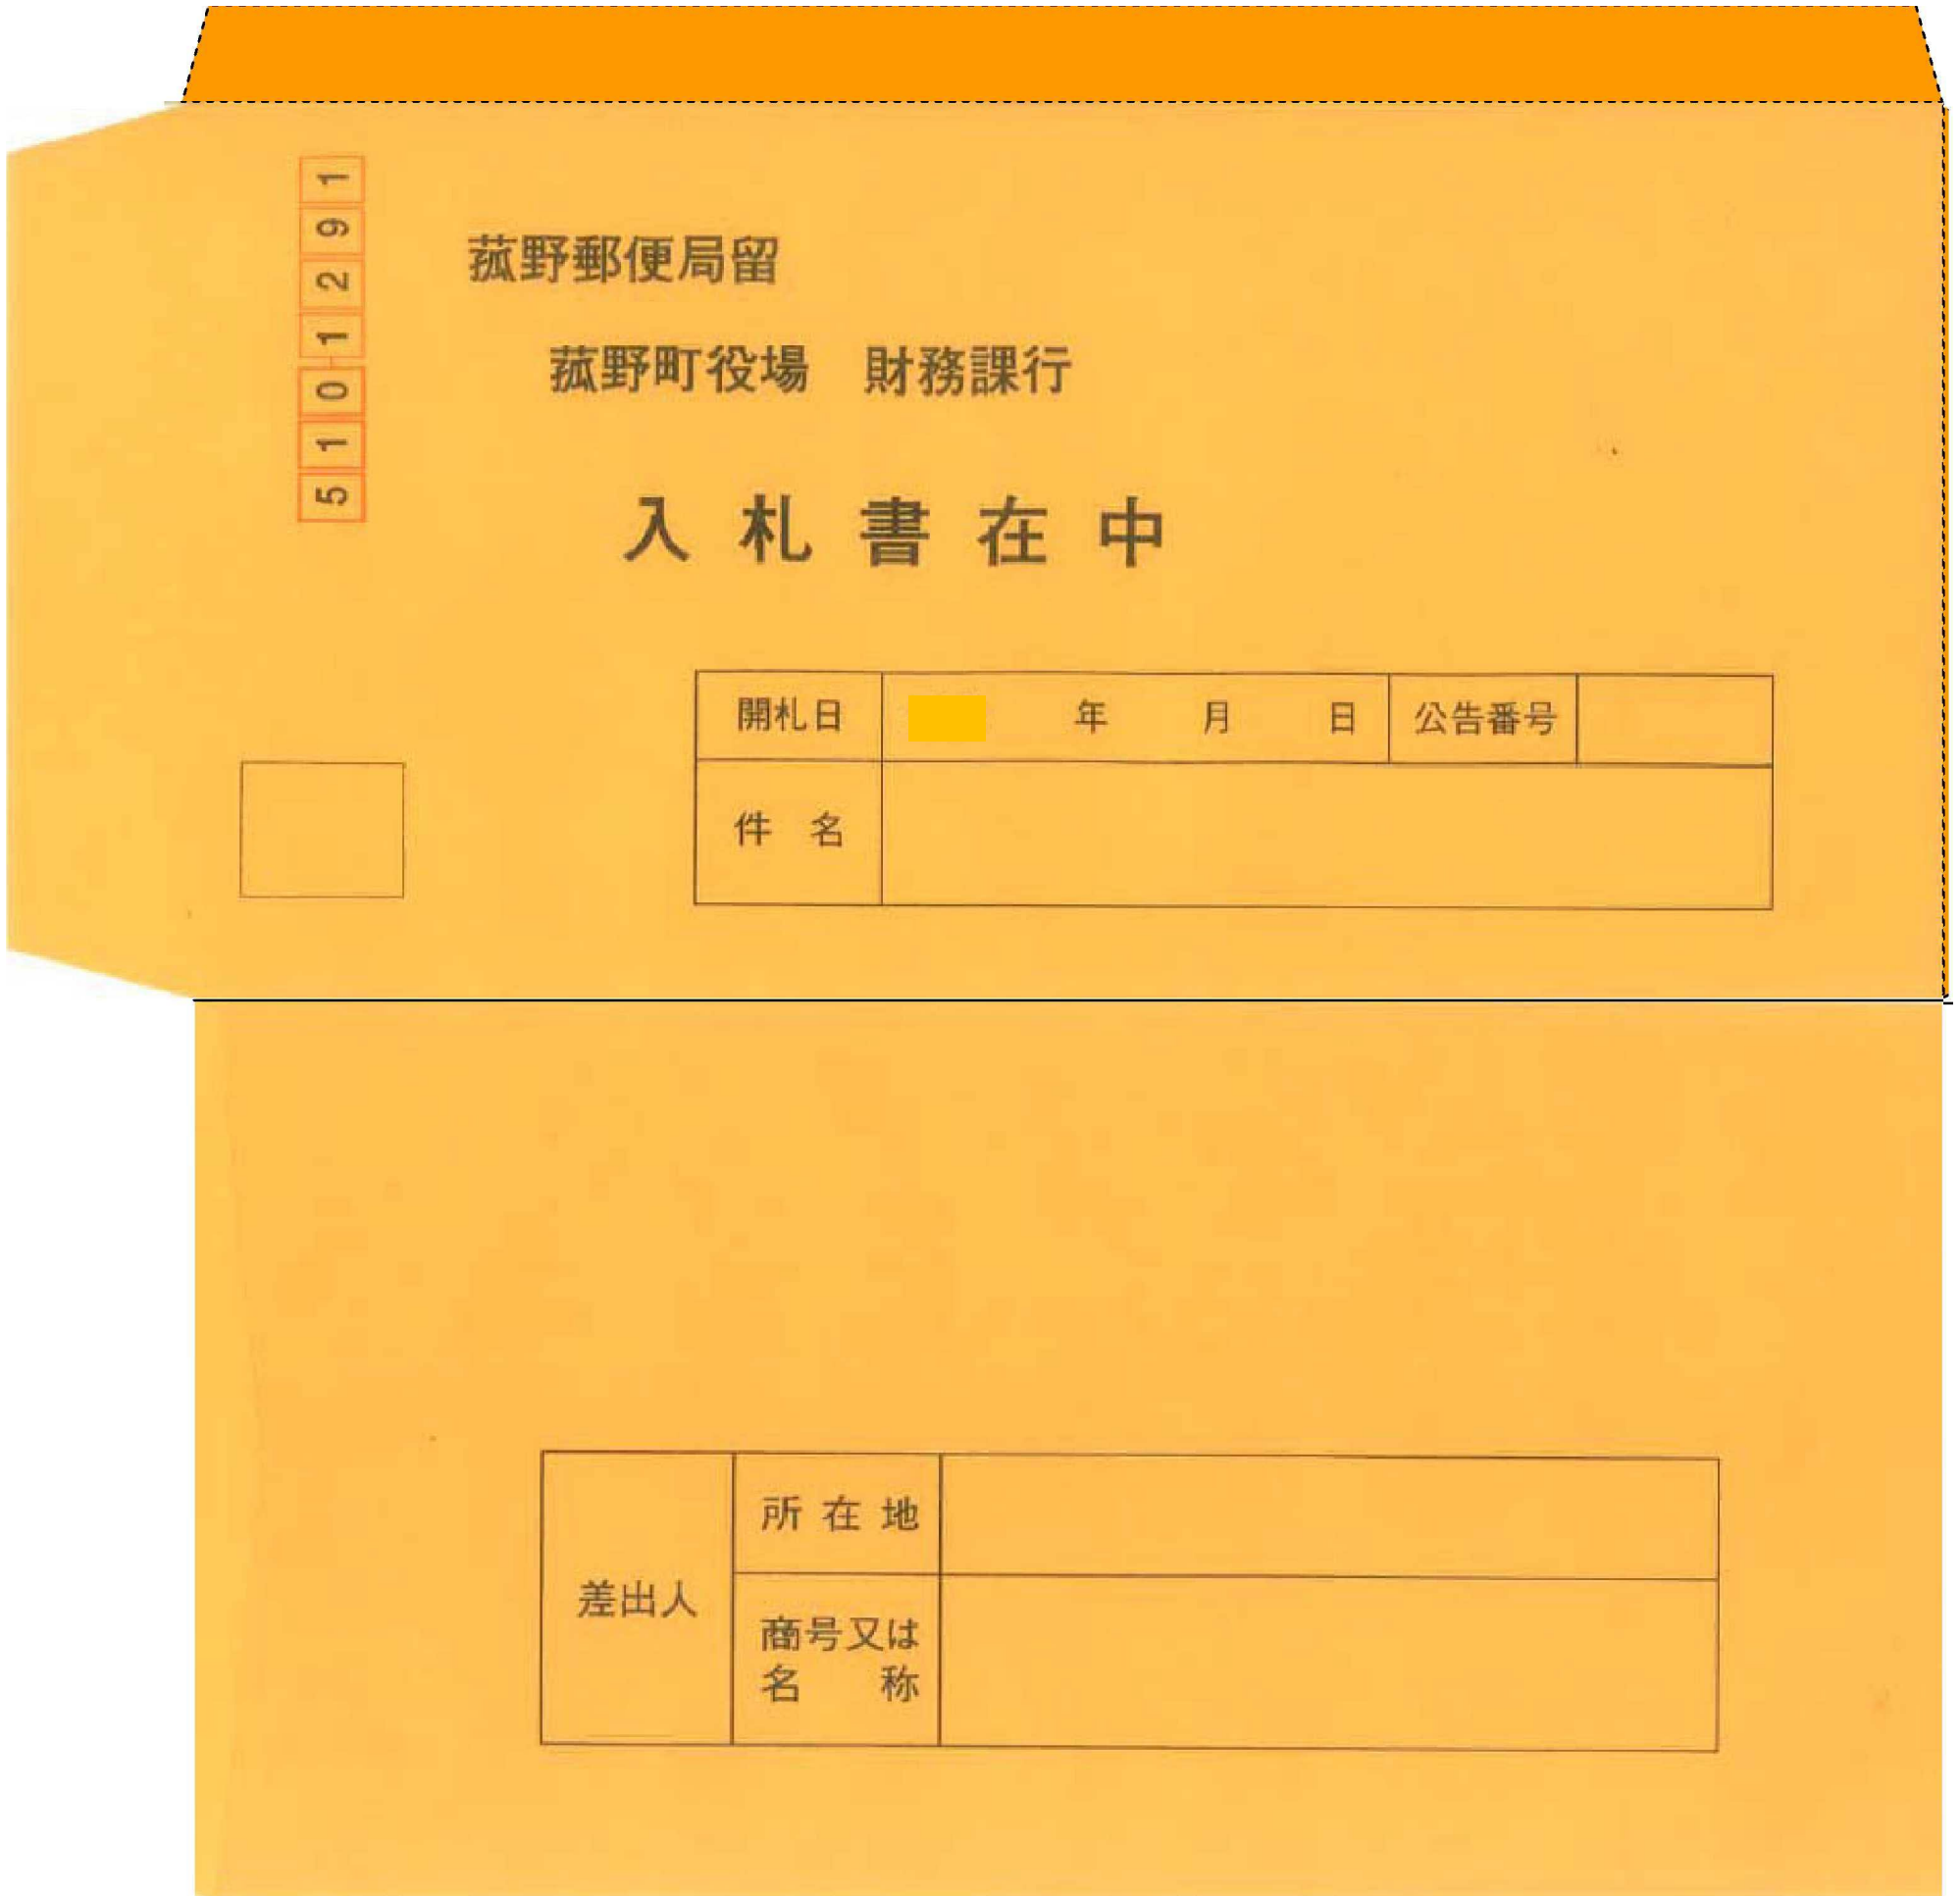 5101291
菰野郵便局留
菰野町役場　財務課行
入札書在中
開札日　年　月　日　公告番号
件　名
差出人
所在地
商号又は
名　称